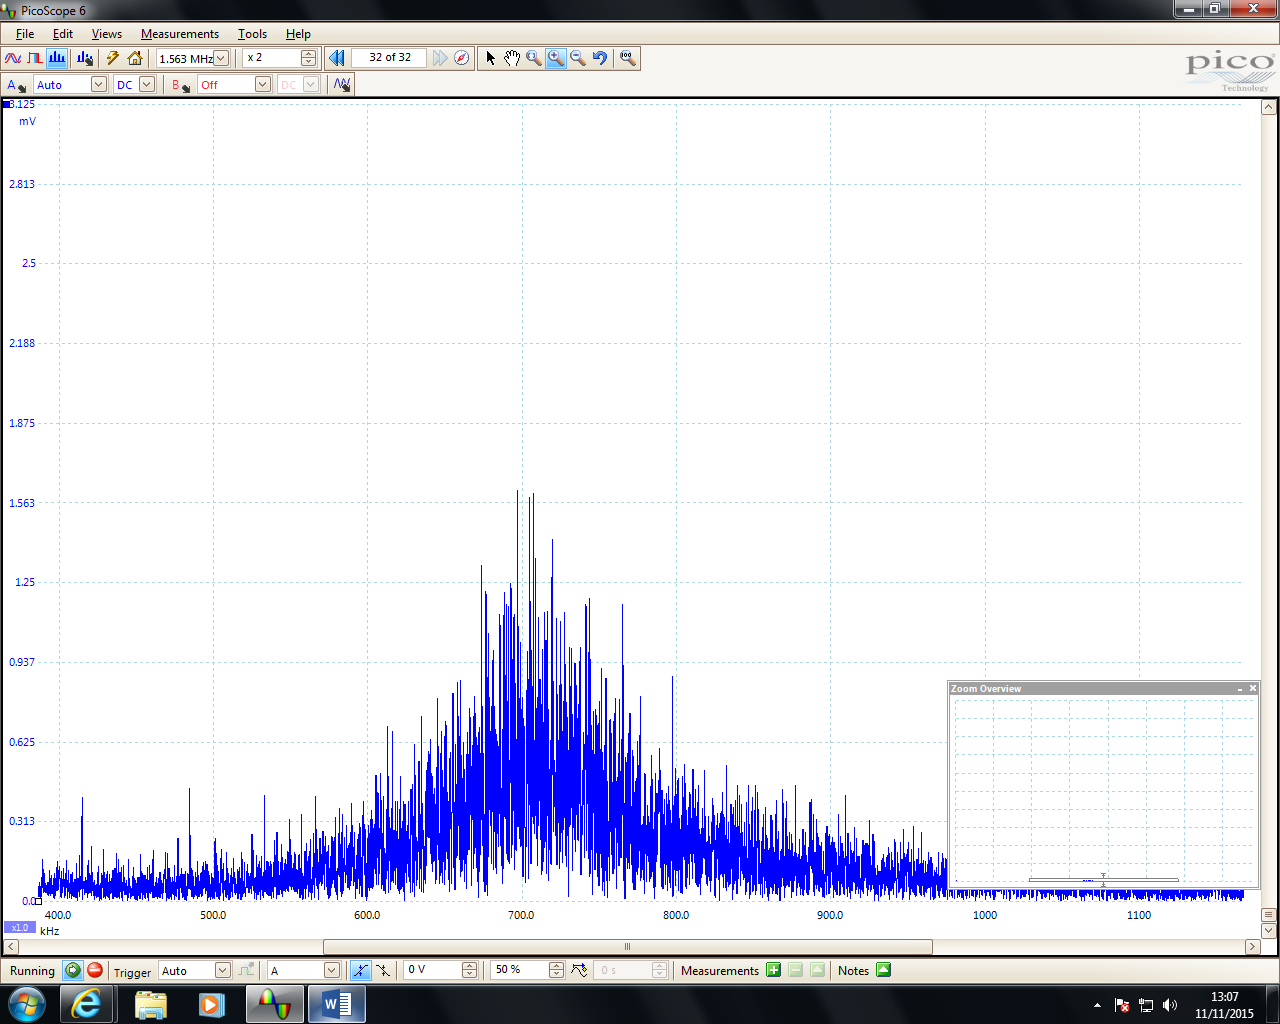 PicoScope 6
File Edit Views Measurements Tools Help
1.563 MHz x 2 32 of 32
pico
Technology
A Auto DC B Off DC
3.125
mV
2.813
2.5
2.188
1.875
1.563
1.25
0.937
0.625
0.313
0.0
Zoom Overview
400.0 500.0 600.0 700.0 800.0 900.0 1000 1100
x1.0 kHz
Running Trigger Auto A 0 V 50 % 0 s Measurements Notes
13:07
11/11/2015